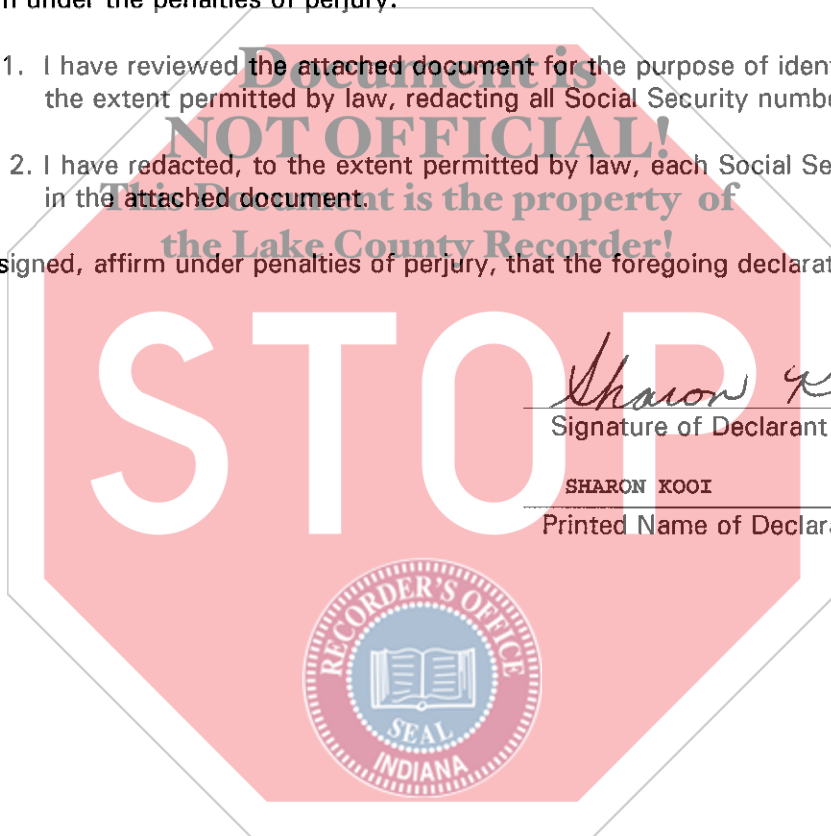 n under the penalties of perjury:
1. I have reviewed the attached document for the purpose of ident
the extent permitted by law, redacting all Social Security numbe
2. I have redacted, to the extent permitted by law, each Social Se
in the attached document.
signed, affirm under penalties of perjury, that the foregoing declarat
Document is
NOT OFFICIAL!
This Document is the property of
the Lake County Recorder!
STOP
Sharon K
Signature of Declarant
SHARON KOOI
Printed Name of Declara
RECORDER'S OFFICE
SEAL
INDIANA